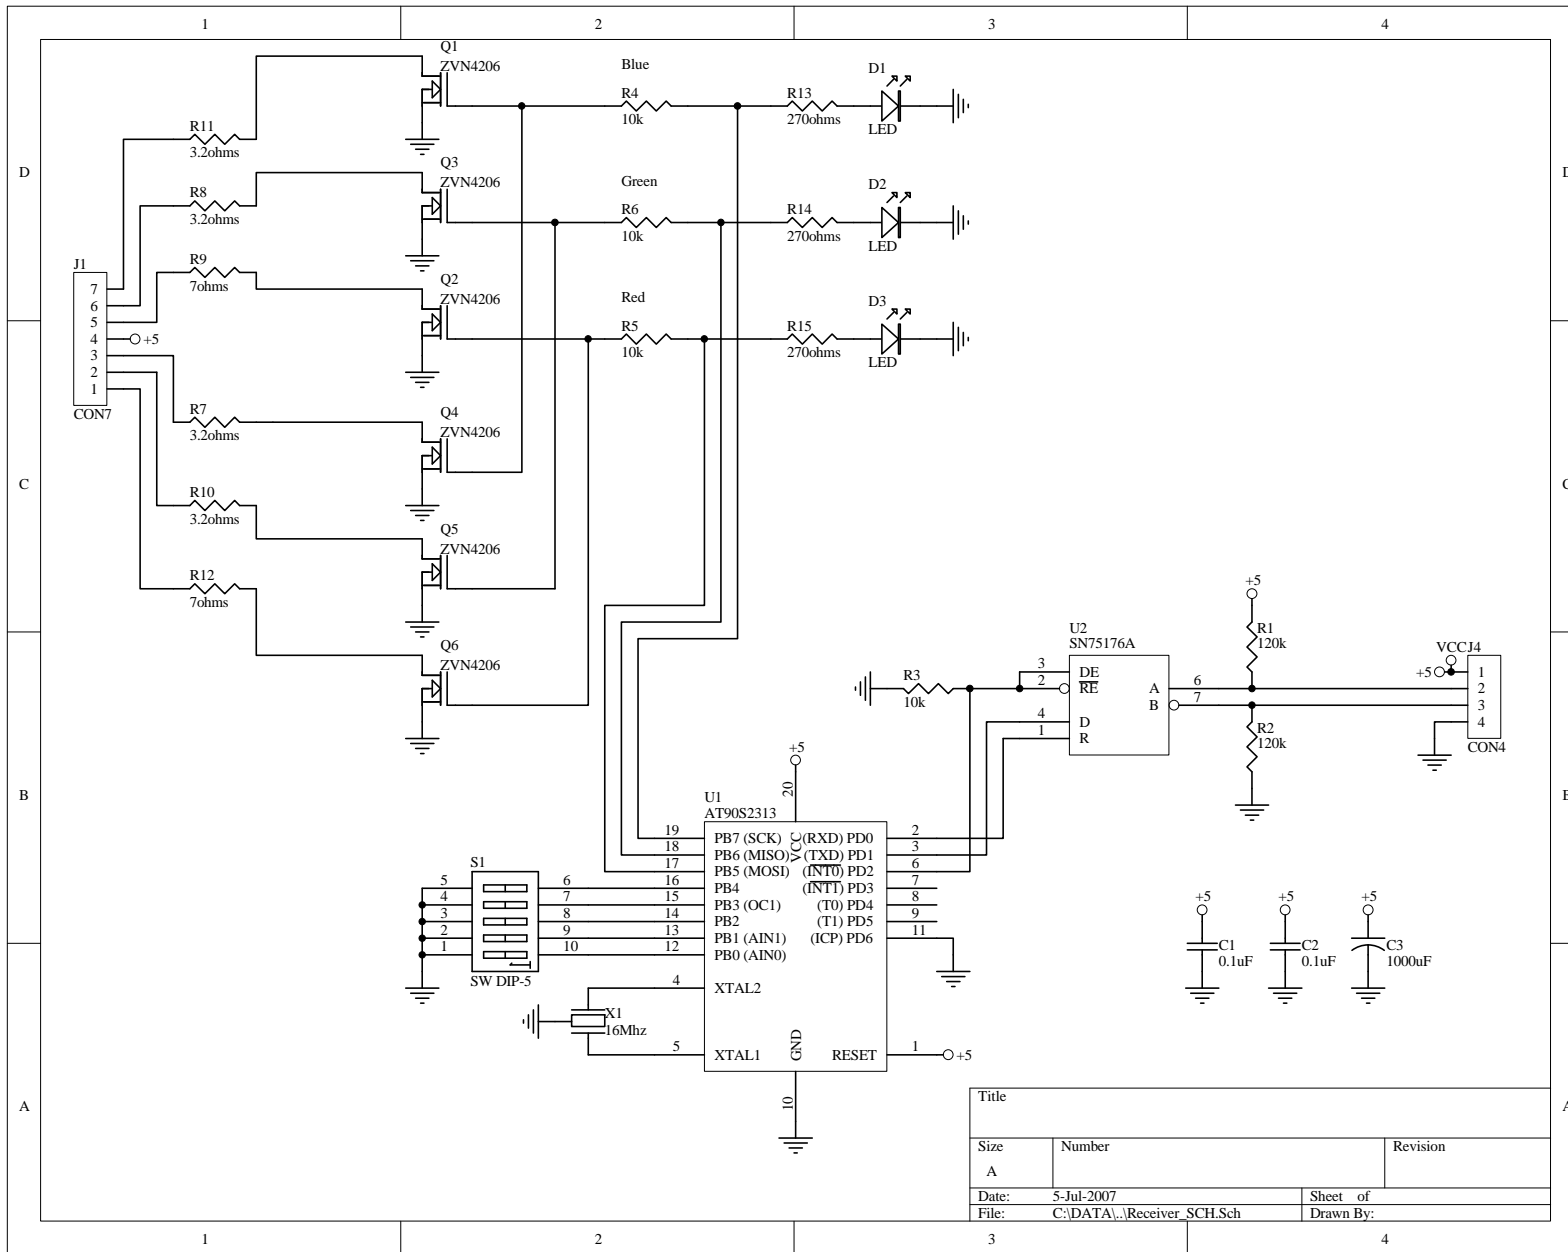 1 2 3 4
D
C
B
A
D
C
B
A
Q1
ZVN4206
Blue
R4
10k
R13
270ohms
D1
LED
R11
3.2ohms
Q3
ZVN4206
Green
R6
10k
R14
270ohms
D2
LED
R8
3.2ohms
R9
7ohms
Q2
ZVN4206
Red
R5
10k
R15
270ohms
D3
LED
J1
7
6
5
4 +5
3
2
1
CON7
R7
3.2ohms
Q4
ZVN4206
R10
3.2ohms
Q5
ZVN4206
R12
7ohms
Q6
ZVN4206
U2
SN75176A
3 DE
2 RE
4 D
1 R
A 6
B 7
R3
10k
+5
R1
120k
R2
120k
VCC J4
+5 1
2
3
4
CON4
+5
20
U1
AT90S2313
VCC
19 PB7 (SCK) (RXD) PD0 2
18 PB6 (MISO) (TXD) PD1 3
17 PB5 (MOSI) (INT0) PD2 6
16 PB4 (INT1) PD3 7
15 PB3 (OC1) (T0) PD4 8
14 PB2 (T1) PD5 9
13 PB1 (AIN1) (ICP) PD6 11
12 PB0 (AIN0)
4 XTAL2
5 XTAL1
GND
10
RESET 1 +5
S1
5 6
4 7
3 8
2 9
1 10
1
SW DIP-5
X1
16Mhz
+5
C1
0.1uF
+5
C2
0.1uF
+5
C3
1000uF
Title
Size Number Revision
A
Date: 5-Jul-2007 Sheet of
File: C:\DATA\..\Receiver_SCH.Sch Drawn By:
1 2 3 4